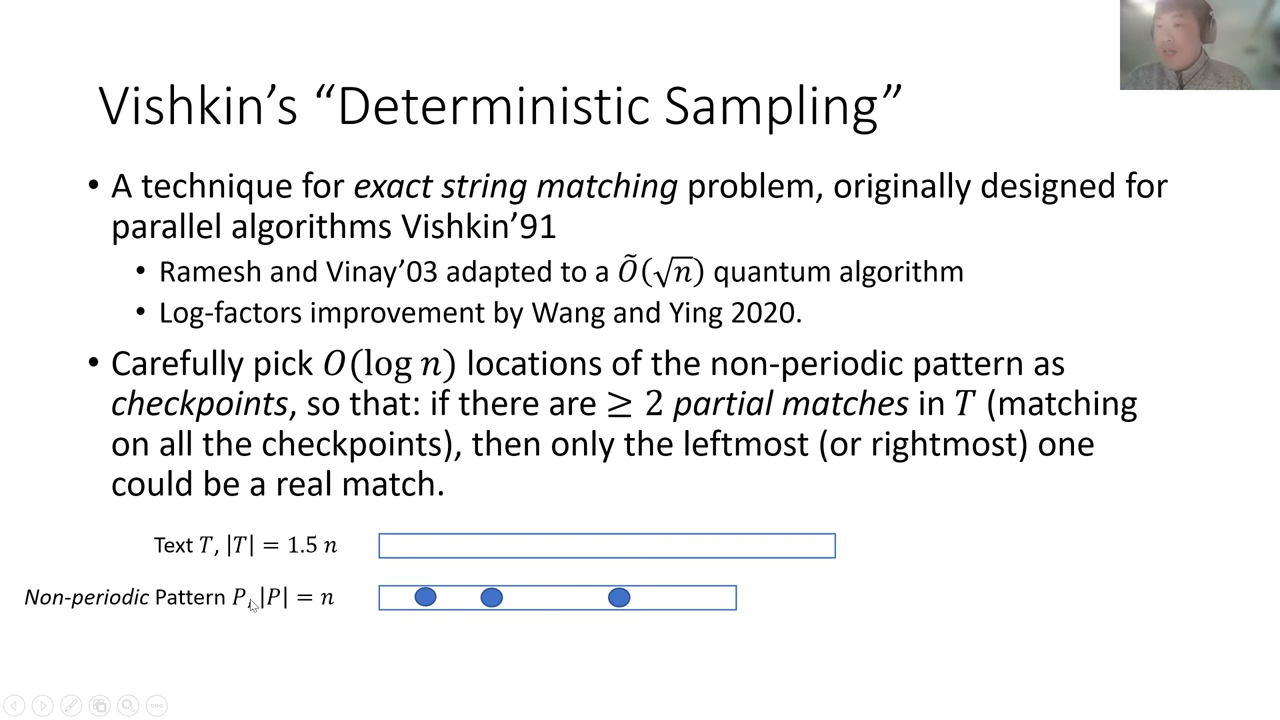 Vishkin’s “Deterministic Sampling”
• A technique for exact string matching problem, originally designed for
parallel algorithms Vishkin’91
• Ramesh and Vinay’03 adapted to a Õ(√n) quantum algorithm
• Log-factors improvement by Wang and Ying 2020.
• Carefully pick O(log n) locations of the non-periodic pattern as
checkpoints, so that: if there are ≥ 2 partial matches in T (matching
on all the checkpoints), then only the leftmost (or rightmost) one
could be a real match.
Text T, |T| = 1.5 n
Non-periodic Pattern P, |P| = n